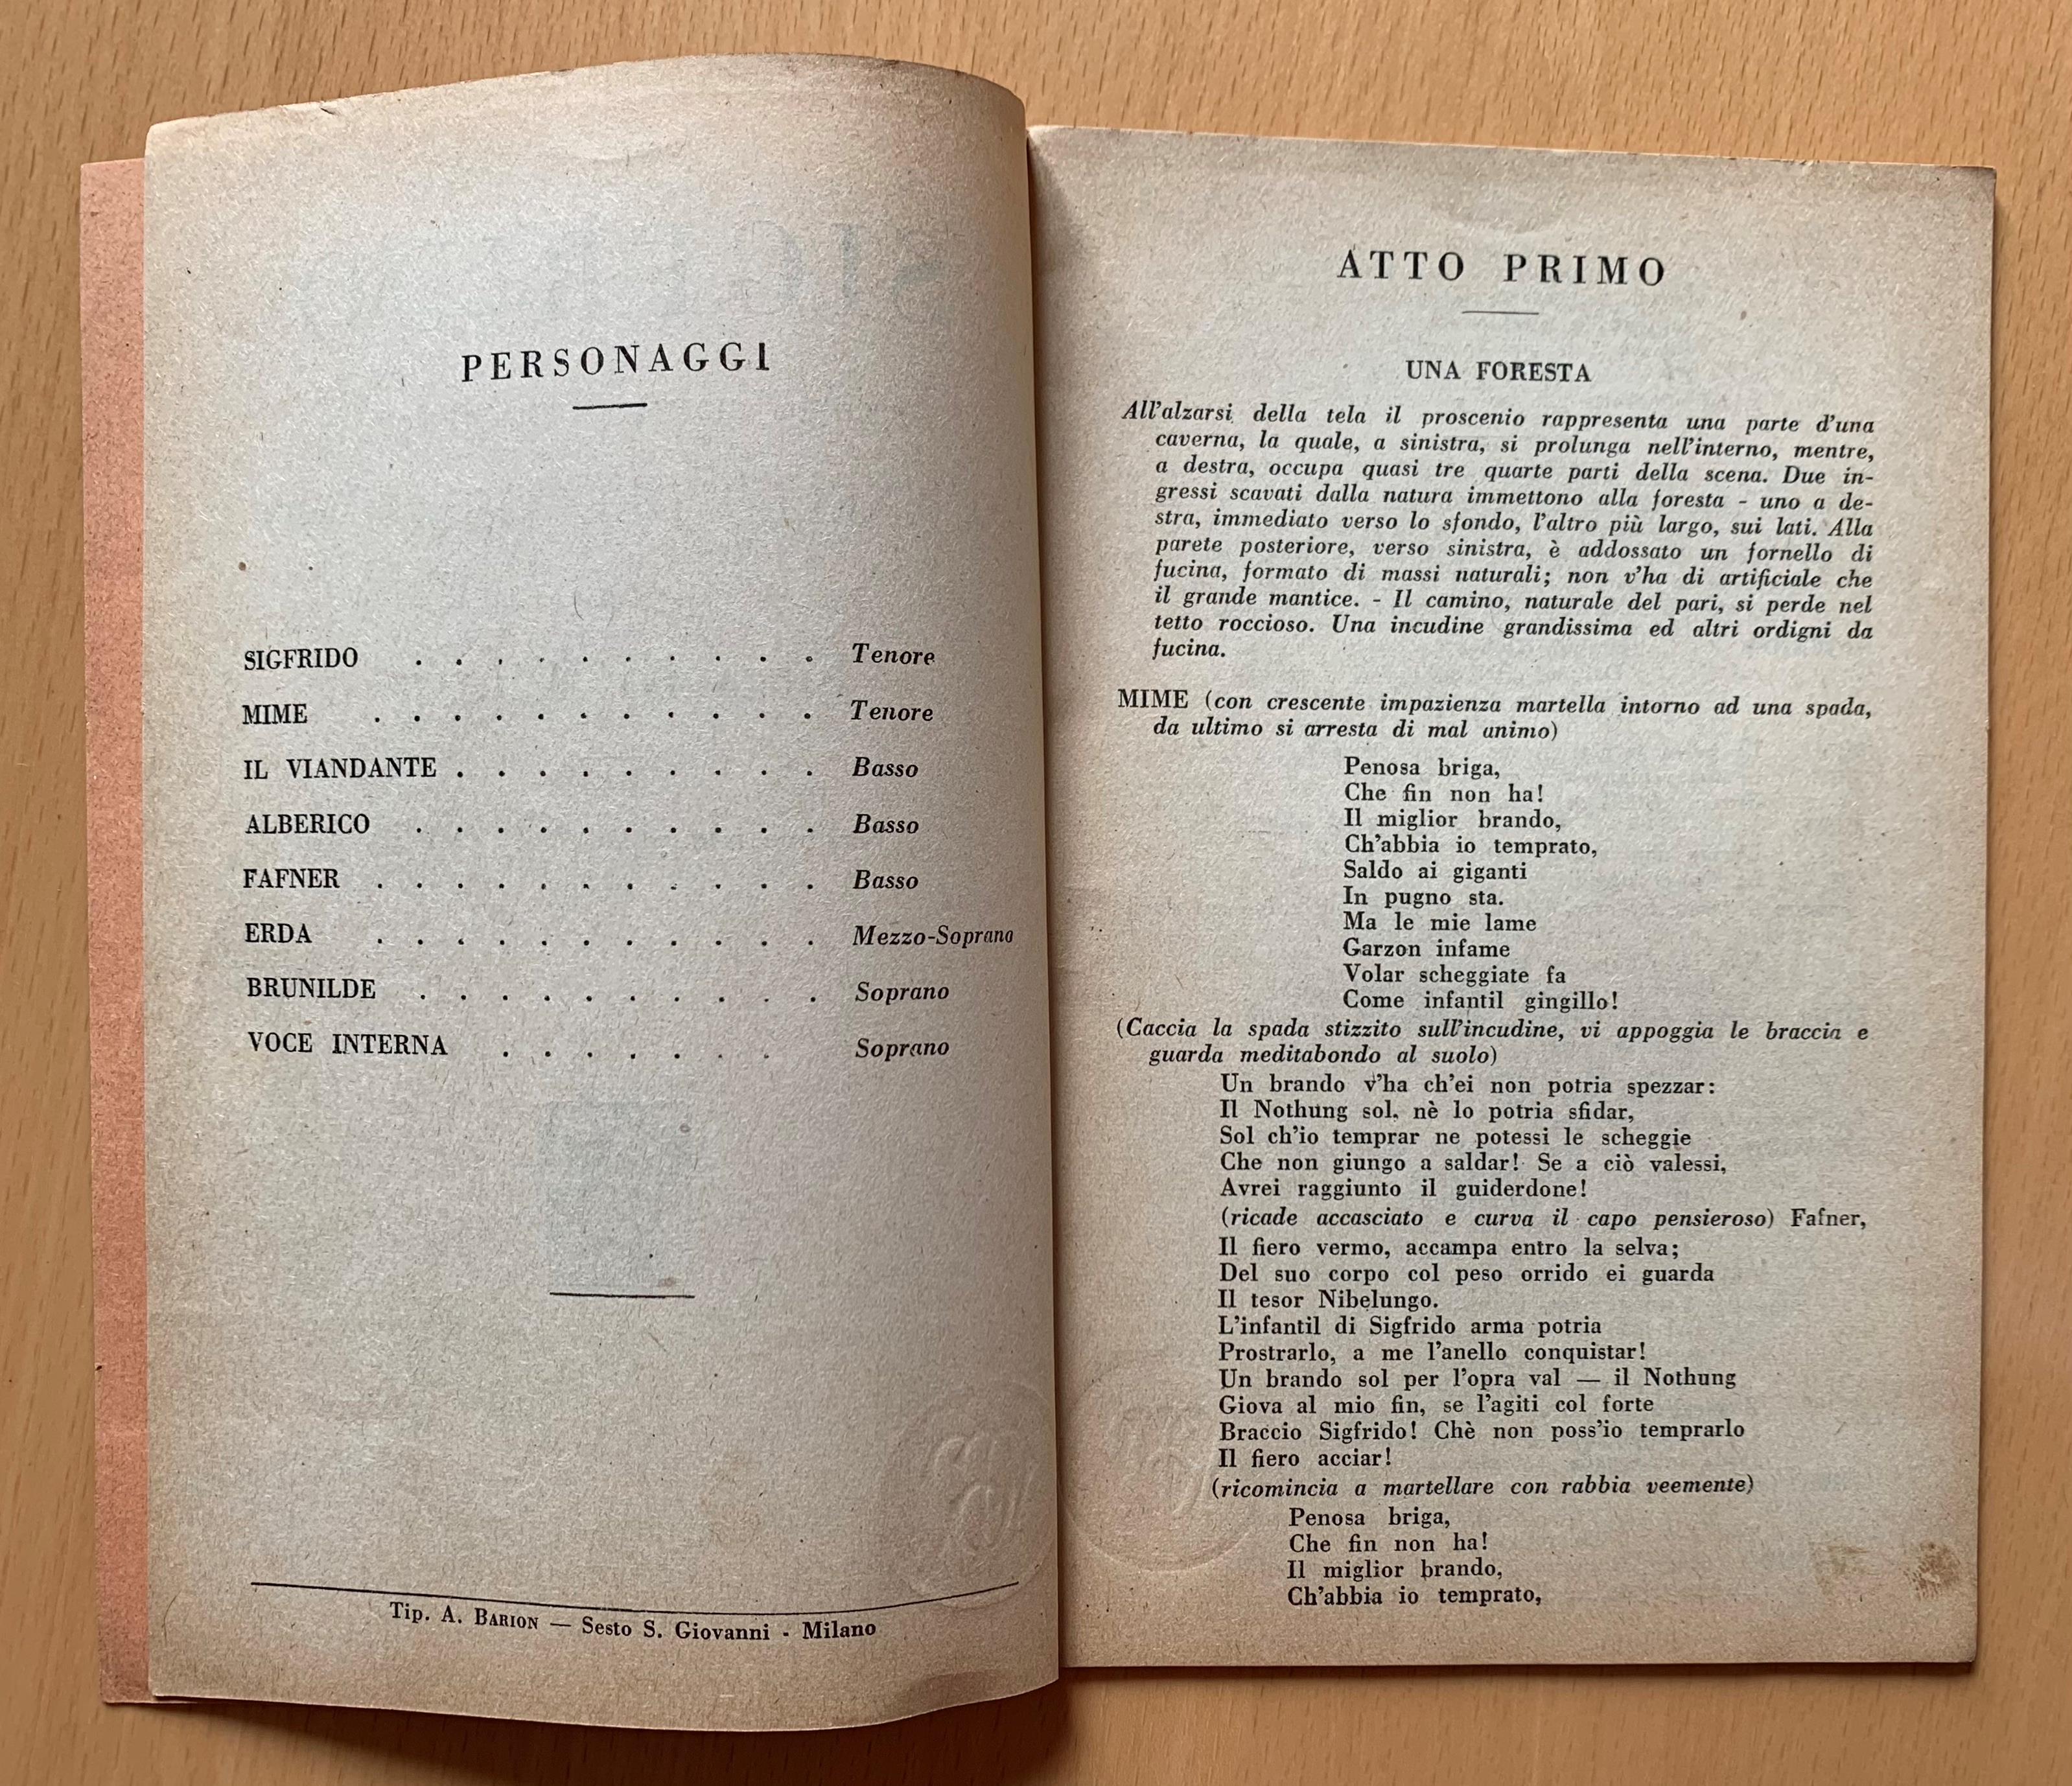 PERSONAGGI
SIGFRIDO . . . . . . . . . . Tenore
MIME . . . . . . . . . . . Tenore
IL VIANDANTE . . . . . . . . . Basso
ALBERICO . . . . . . . . . . Basso
FAFNER . . . . . . . . . . . Basso
ERDA . . . . . . . . . . . Mezzo-Soprano
BRUNILDE . . . . . . . . . . Soprano
VOCE INTERNA . . . . . . . Soprano
Tip. A. BARION — Sesto S. Giovanni - Milano
ATTO PRIMO
UNA FORESTA
All'alzarsi della tela il proscenio rappresenta una parte d'una
caverna, la quale, a sinistra, si prolunga nell'interno, mentre,
a destra, occupa quasi tre quarte parti della scena. Due in-
gressi scavati dalla natura immettono alla foresta - uno a de-
stra, immediato verso lo sfondo, l'altro più largo, sui lati. Alla
parete posteriore, verso sinistra, è addossato un fornello di
fucina, formato di massi naturali; non v'ha di artificiale che
il grande mantice. - Il camino, naturale del pari, si perde nel
tetto roccioso. Una incudine grandissima ed altri ordigni da
fucina.
MIME (con crescente impazienza martella intorno ad una spada,
da ultimo si arresta di mal animo)
Penosa briga,
Che fin non ha!
Il miglior brando,
Ch'abbia io temprato,
Saldo ai giganti
In pugno sta.
Ma le mie lame
Garzon infame
Volar scheggiate fa
Come infantil gingillo!
(Caccia la spada stizzito sull'incudine, vi appoggia le braccia e
guarda meditabondo al suolo)
Un brando v'ha ch'ei non potria spezzar:
Il Nothung sol, nè lo potria sfidar,
Sol ch'io temprar ne potessi le scheggie
Che non giungo a saldar! Se a ciò valessi,
Avrei raggiunto il guiderdone!
(ricade accasciato e curva il capo pensieroso) Fafner,
Il fiero vermo, accampa entro la selva;
Del suo corpo col peso orrido ei guarda
Il tesor Nibelungo.
L'infantil di Sigfrido arma potria
Prostrarlo, a me l'anello conquistar!
Un brando sol per l'opra val — il Nothung
Giova al mio fin, se l'agiti col forte
Braccio Sigfrido! Chè non poss'io temprarlo
Il fiero acciar!
(ricomincia a martellare con rabbia veemente)
Penosa briga,
Che fin non ha!
Il miglior brando,
Ch'abbia io temprato,